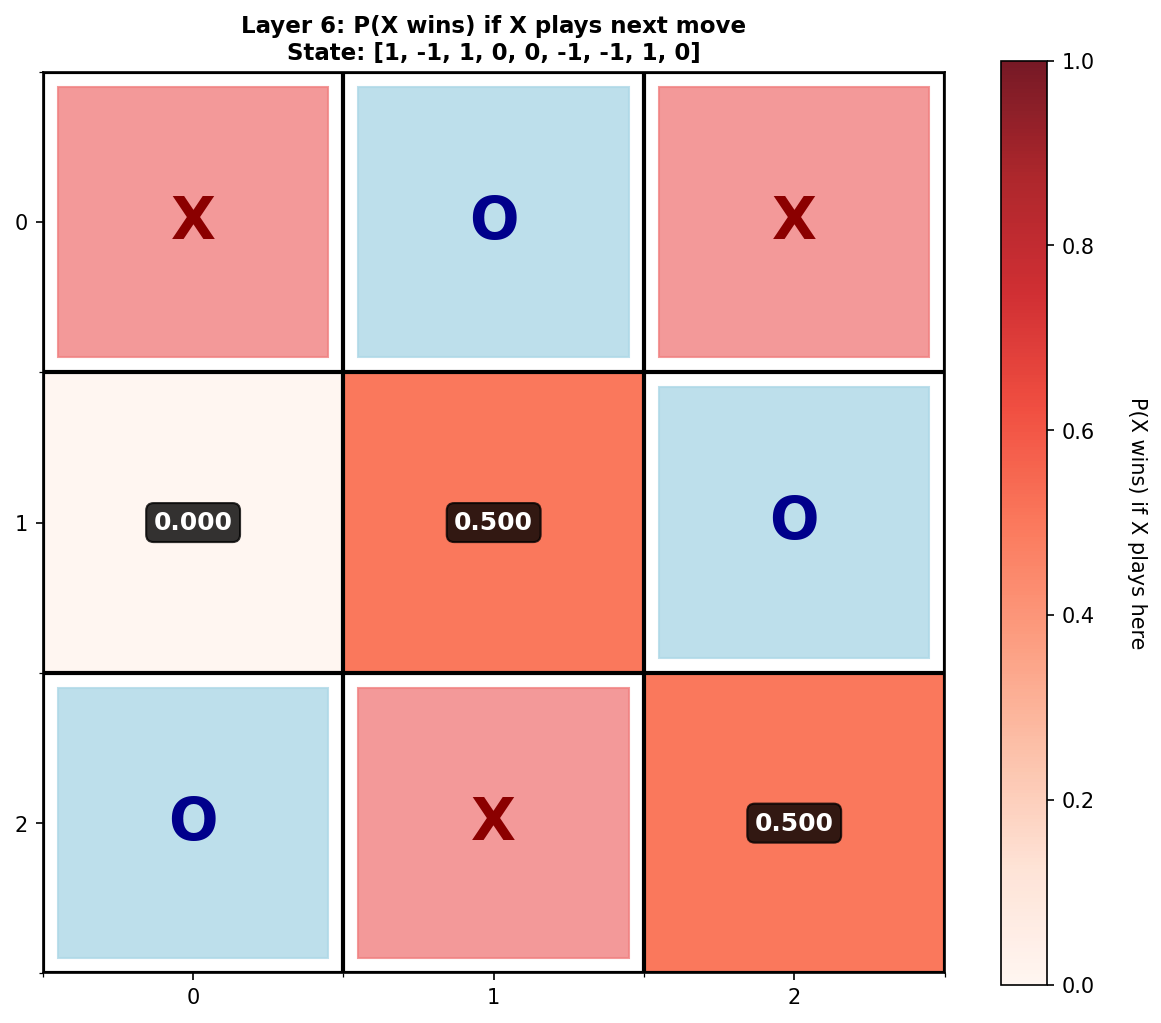 Layer 6: P(X wins) if X plays next move
State: [1, -1, 1, 0, 0, -1, -1, 1, 0]
X O X
0
0.000 0.500 O
1
O X 0.500
2
0 1 2
1.0
0.8
0.6
0.4
0.2
0.0
P(X wins) if X plays here